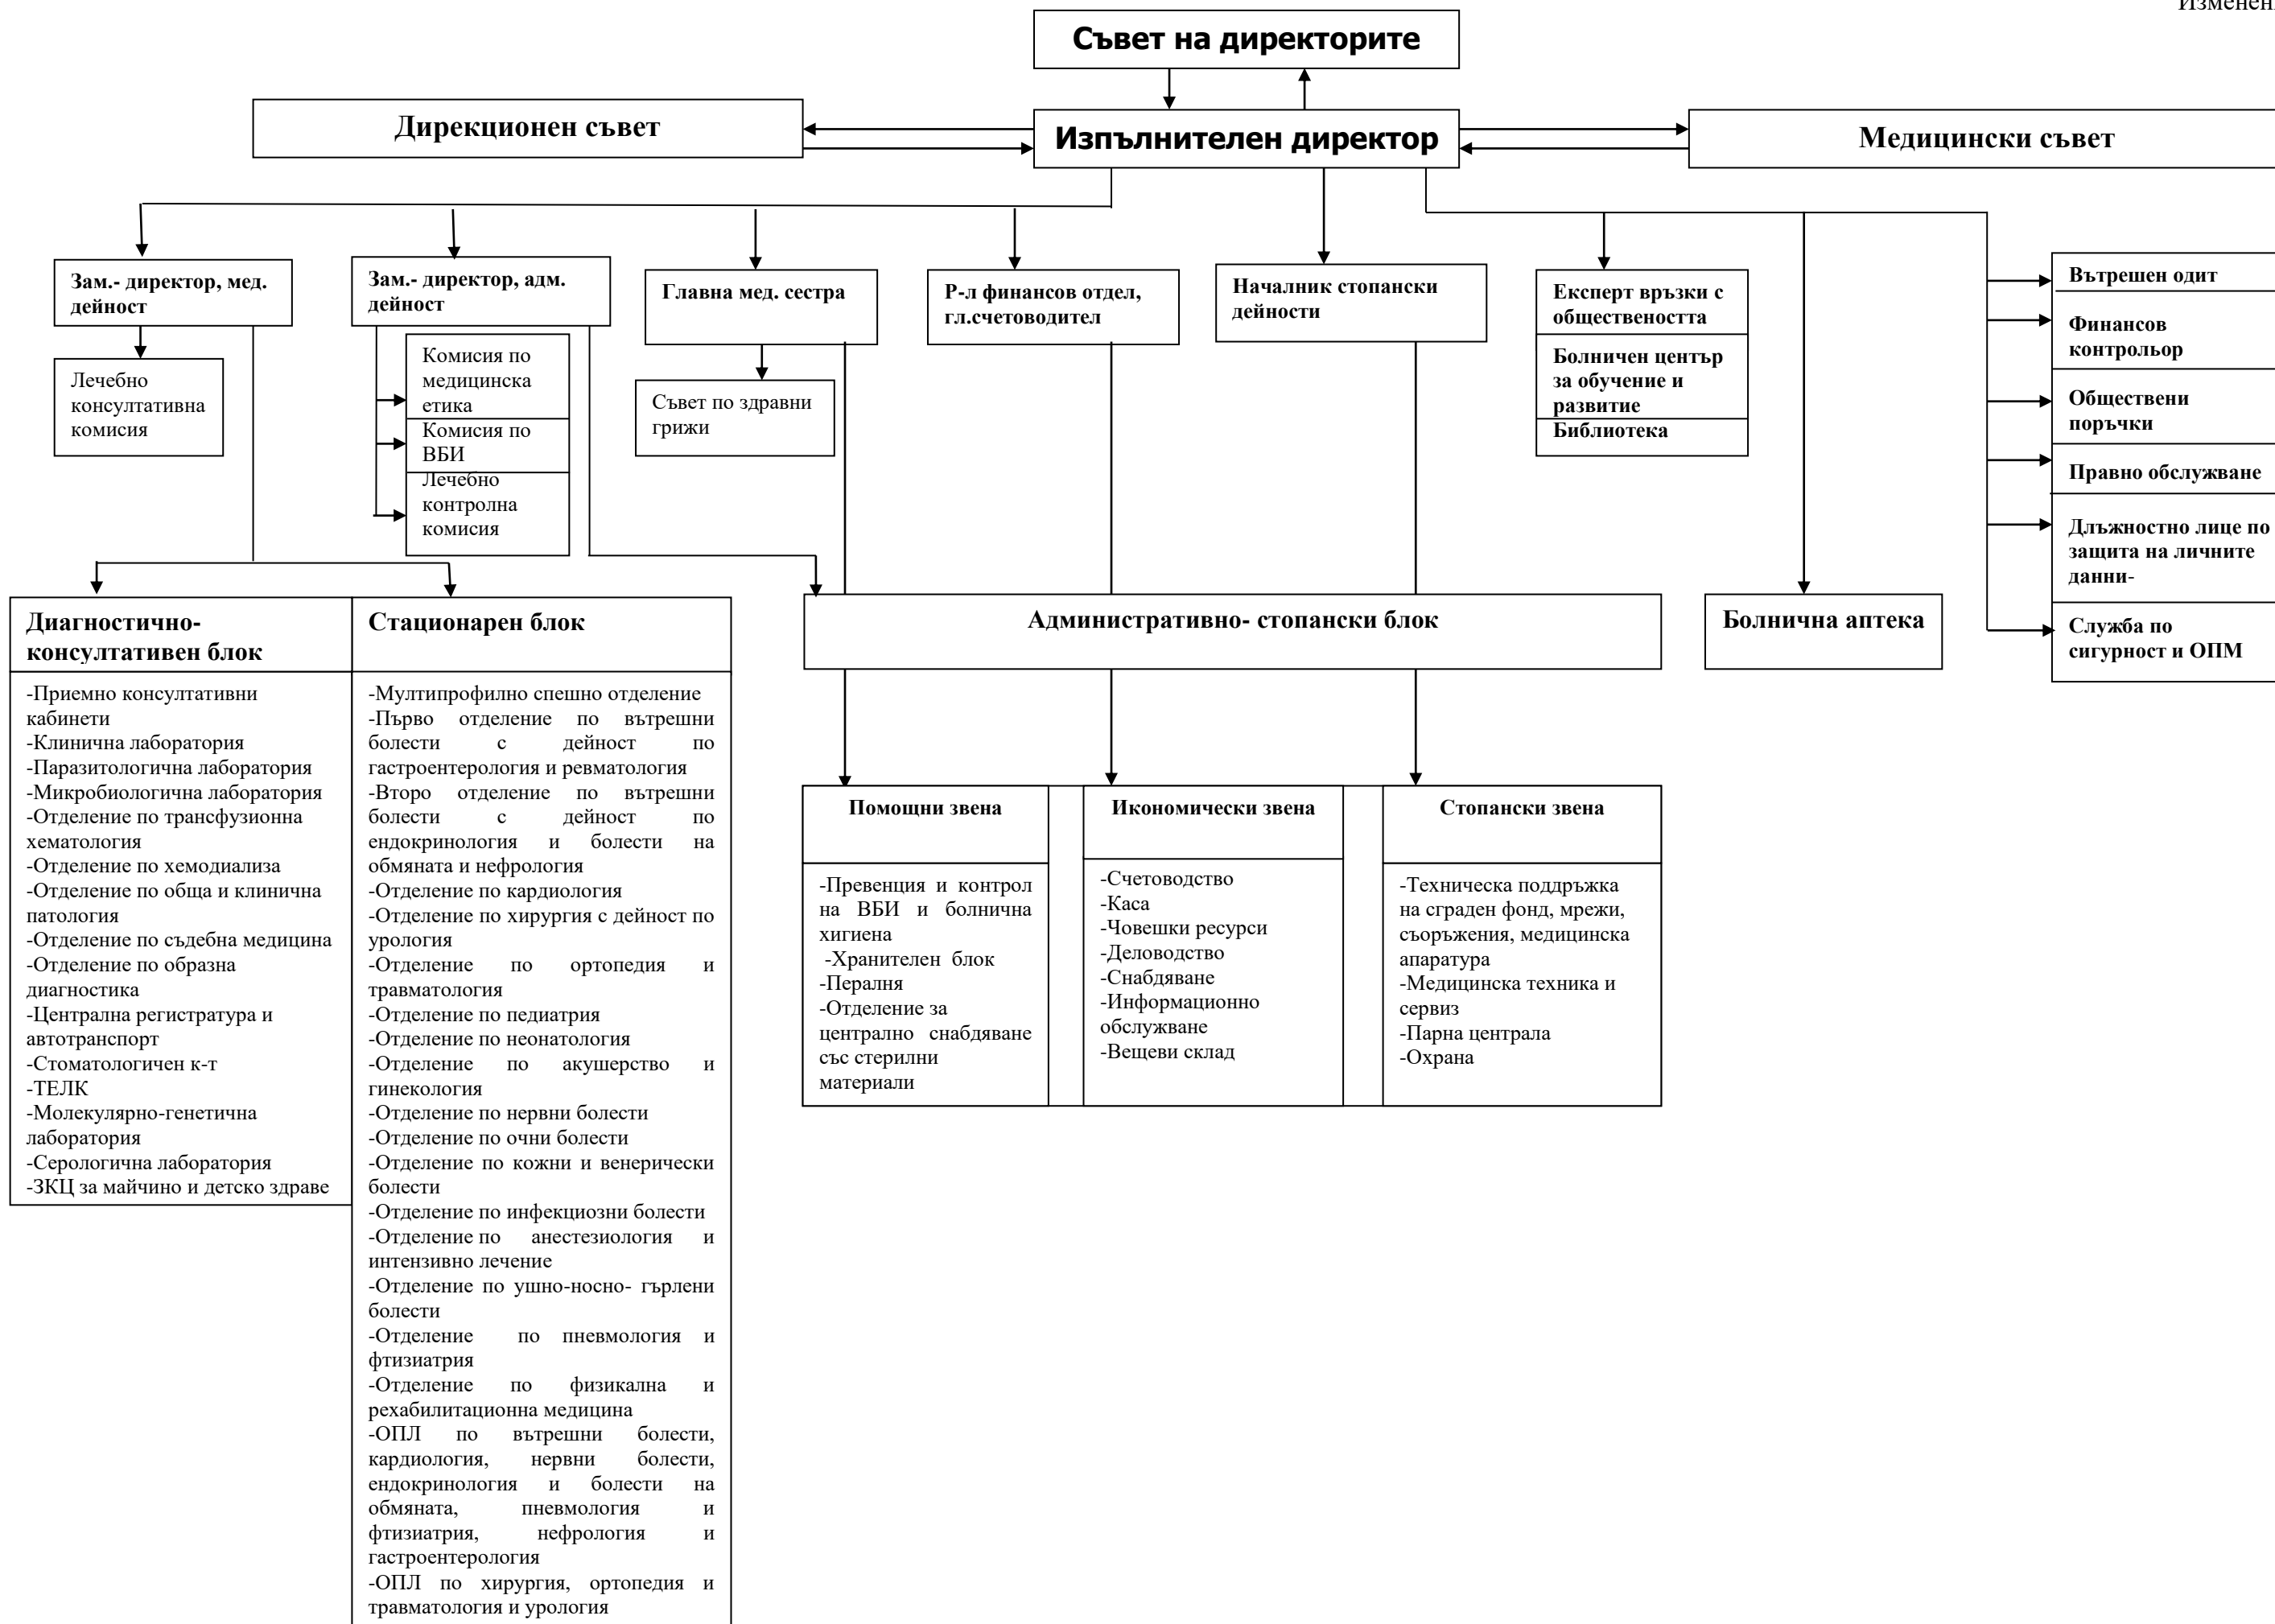 Изменени
Съвет на директорите
Дирекционен съвет
Изпълнителен директор
Медицински съвет
Зам.- директор, мед.
дейност
Зам.- директор, адм.
дейност
Главна мед. сестра
Р-л финансов отдел,
гл.счетоводител
Началник стопански
дейности
Експерт връзки с
обществеността
Болничен център
за обучение и
развитие
Библиотека
Вътрешен одит
Финансов
контрольор
Обществени
поръчки
Правно обслужване
Длъжностно лице по
защита на личните
данни-
Служба по
сигурност и ОПМ
Лечебно
консултативна
комисия
Комисия по
медицинска
етика
Комисия по
ВБИ
Лечебно
контролна
комисия
Съвет по здравни
грижи
Диагностично-
консултативен блок
Стационарен блок
Административно- стопански блок
Болнична аптека
-Приемно консултативни
кабинети
-Клинична лаборатория
-Паразитологична лаборатория
-Микробиологична лаборатория
-Отделение по трансфузионна
хематология
-Отделение по хемодиализа
-Отделение по обща и клинична
патология
-Отделение по съдебна медицина
-Отделение по образна
диагностика
-Централна регистратура и
автотранспорт
-Стоматологичен к-т
-ТЕЛК
-Молекулярно-генетична
лаборатория
-Серологична лаборатория
-ЗКЦ за майчино и детско здраве
-Мултипрофилно спешно отделение
-Първо отделение по вътрешни
болести с дейност по
гастроентерология и ревматология
-Второ отделение по вътрешни
болести с дейност по
ендокринология и болести на
обмяната и нефрология
-Отделение по кардиология
-Отделение по хирургия с дейност по
урология
-Отделение по ортопедия и
травматология
-Отделение по педиатрия
-Отделение по неонатология
-Отделение по акушерство и
гинекология
-Отделение по нервни болести
-Отделение по очни болести
-Отделение по кожни и венерически
болести
-Отделение по инфекциозни болести
-Отделение по анестезиология и
интензивно лечение
-Отделение по ушно-носно- гърлени
болести
-Отделение по пневмология и
фтизиатрия
-Отделение по физикална и
рехабилитационна медицина
-ОПЛ по вътрешни болести,
кардиология, нервни болести,
ендокринология и болести на
обмяната, пневмология и
фтизиатрия, нефрология и
гастроентерология
-ОПЛ по хирургия, ортопедия и
травматология и урология
Помощни звена
-Превенция и контрол
на ВБИ и болнична
хигиена
-Хранителен блок
-Пералня
-Отделение за
централно снабдяване
със стерилни
материали
Икономически звена
-Счетоводство
-Каса
-Човешки ресурси
-Деловодство
-Снабдяване
-Информационно
обслужване
-Вещеви склад
Стопански звена
-Техническа поддръжка
на сграден фонд, мрежи,
съоръжения, медицинска
апаратура
-Медицинска техника и
сервиз
-Парна централа
-Охрана